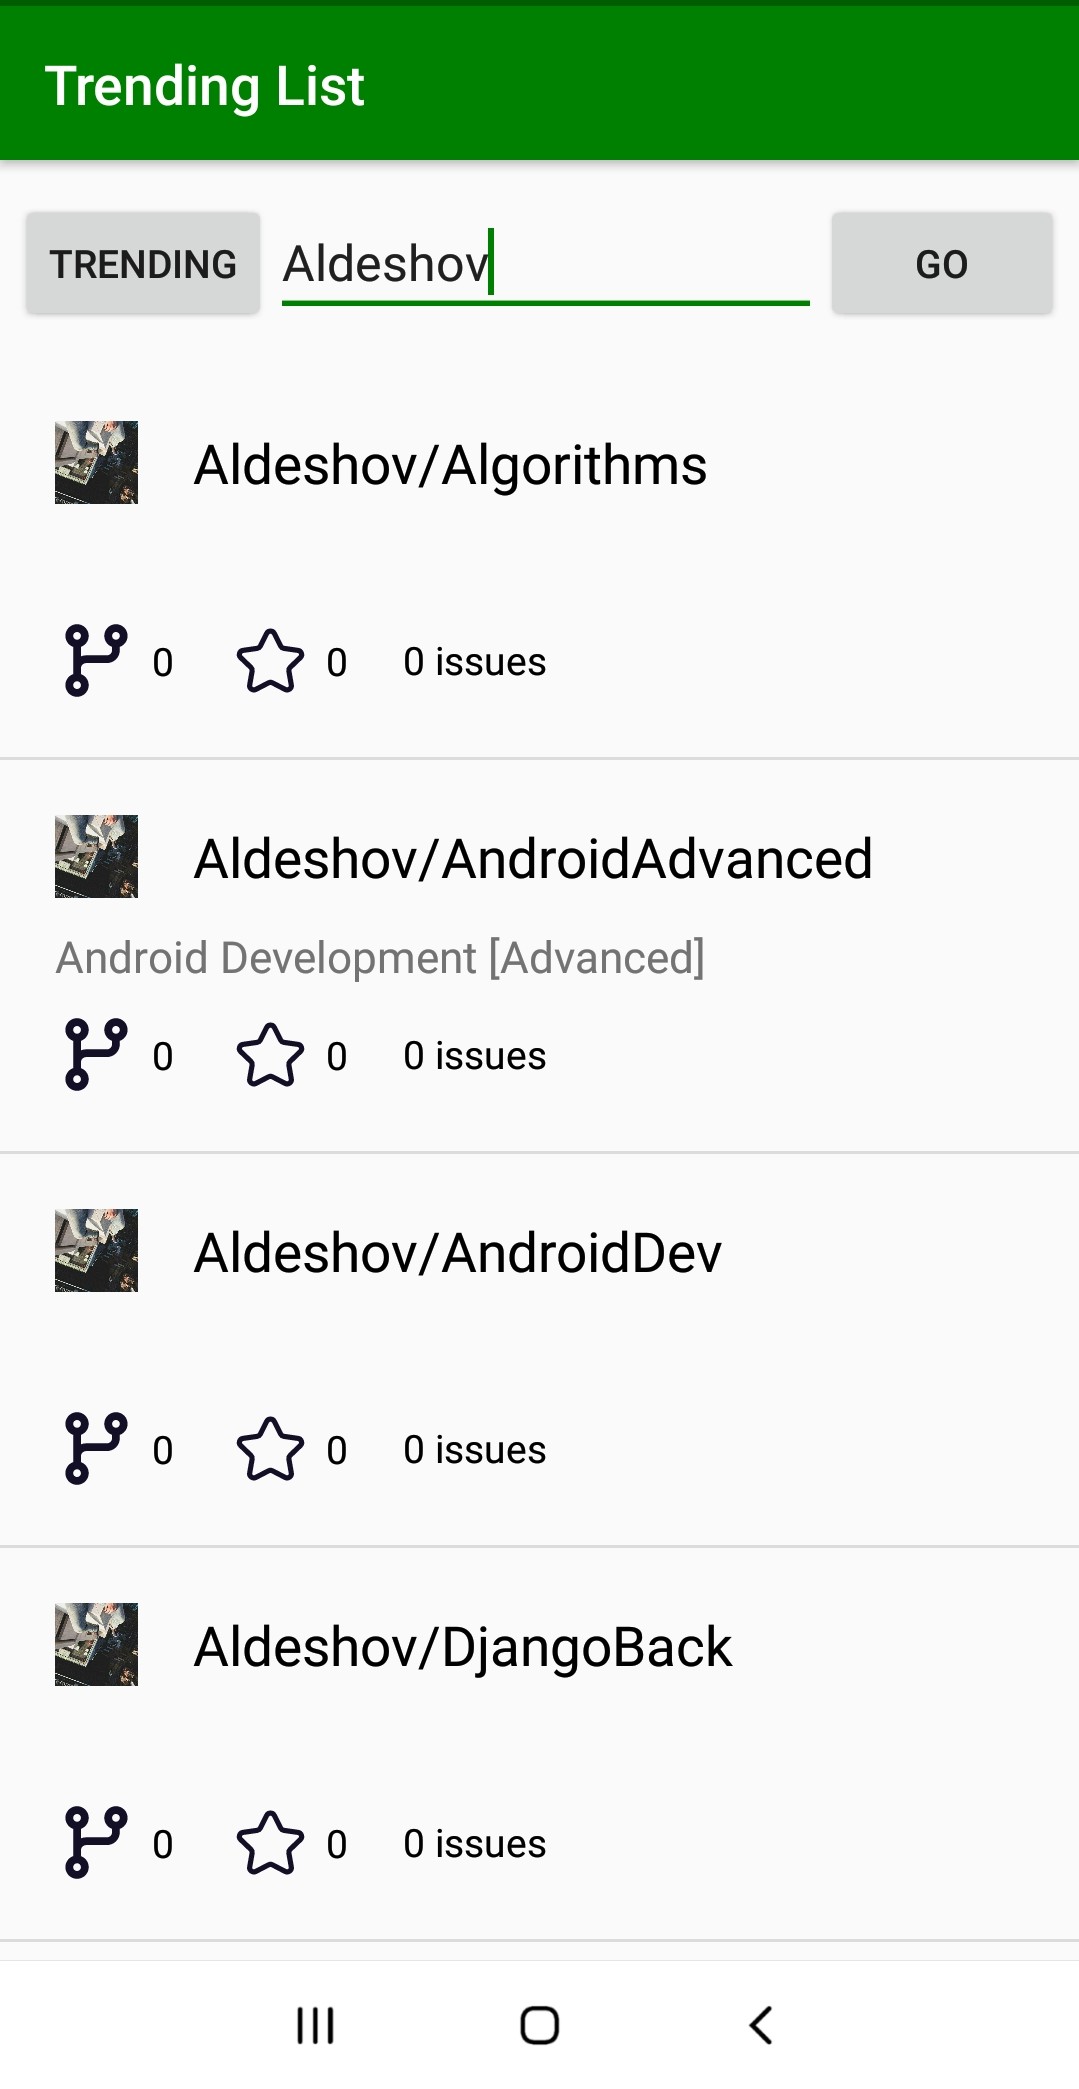 Trending List
TRENDING Aldeshov GO
Aldeshov/Algorithms
0 0 0 issues
Aldeshov/AndroidAdvanced
Android Development [Advanced]
0 0 0 issues
Aldeshov/AndroidDev
0 0 0 issues
Aldeshov/DjangoBack
0 0 0 issues